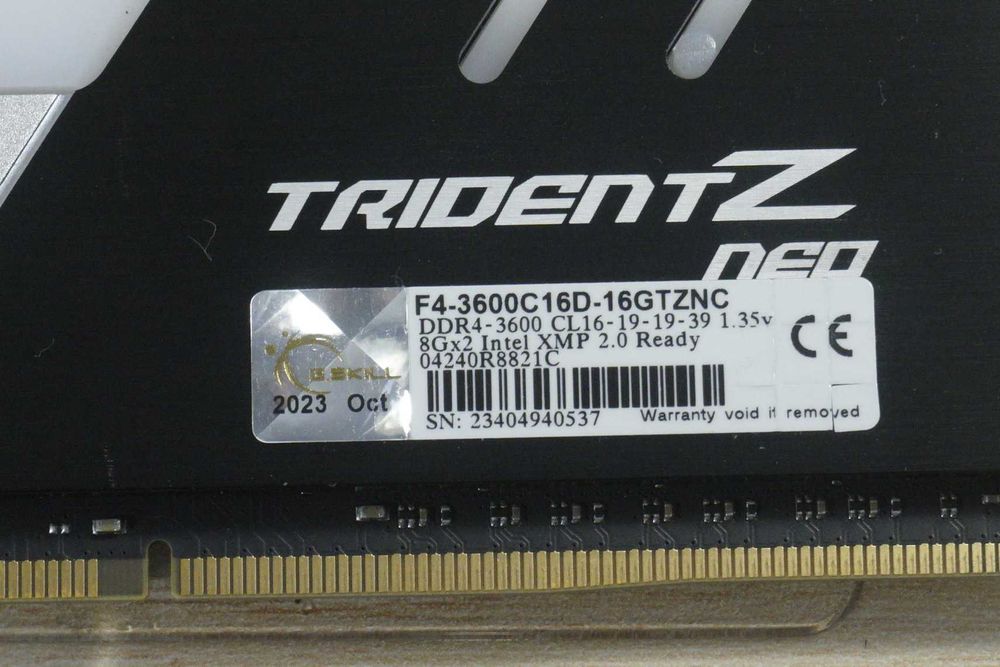 TRIDENTZ
NEO
F4-3600C16D-16GTZNC
DDR4-3600 CL16-19-19-39 1.35v
8Gx2 Intel XMP 2.0 Ready
04240R8821C
G.SKILL
2023 Oct
SN: 23404940537
Warranty void if removed
CE